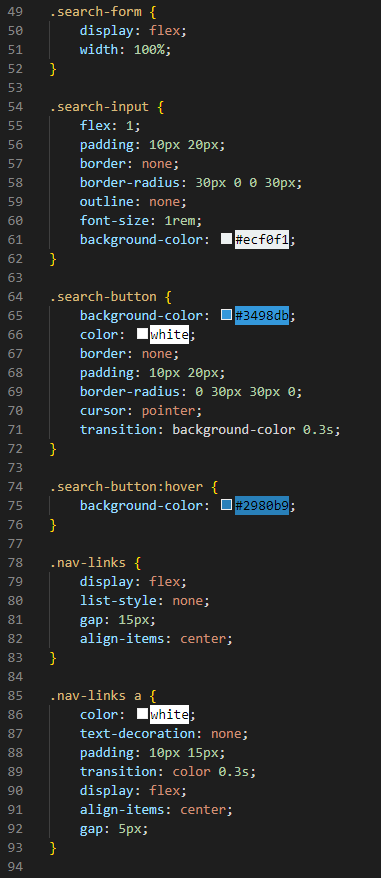 49 .search-form {
50     display: flex;
51     width: 100%;
52 }
53
54 .search-input {
55     flex: 1;
56     padding: 10px 20px;
57     border: none;
58     border-radius: 30px 0 0 30px;
59     outline: none;
60     font-size: 1rem;
61     background-color: #ecf0f1;
62 }
63
64 .search-button {
65     background-color: #3498db;
66     color: white;
67     border: none;
68     padding: 10px 20px;
69     border-radius: 0 30px 30px 0;
70     cursor: pointer;
71     transition: background-color 0.3s;
72 }
73
74 .search-button:hover {
75     background-color: #2980b9;
76 }
77
78 .nav-links {
79     display: flex;
80     list-style: none;
81     gap: 15px;
82     align-items: center;
83 }
84
85 .nav-links a {
86     color: white;
87     text-decoration: none;
88     padding: 10px 15px;
89     transition: color 0.3s;
90     display: flex;
91     align-items: center;
92     gap: 5px;
93 }
94